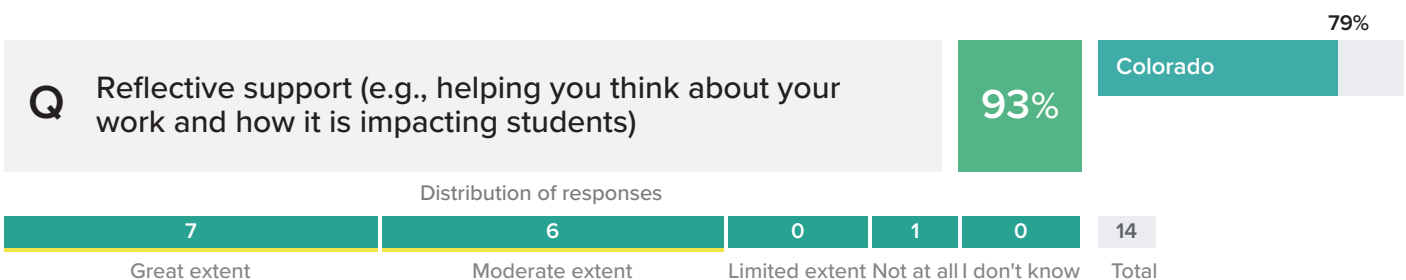 79%
Q
Reflective support (e.g., helping you think about your
work and how it is impacting students)
93%
Colorado
Distribution of responses
7
6
0
1
0
14
Great extent
Moderate extent
Limited extent
Not at all
I don't know
Total